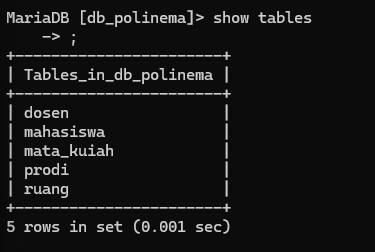 MariaDB [db_polinema]> show tables
    -> ;
+-----------------------+
| Tables_in_db_polinema |
+-----------------------+
| dosen                 |
| mahasiswa             |
| mata_kuiah            |
| prodi                 |
| ruang                 |
+-----------------------+
5 rows in set (0.001 sec)